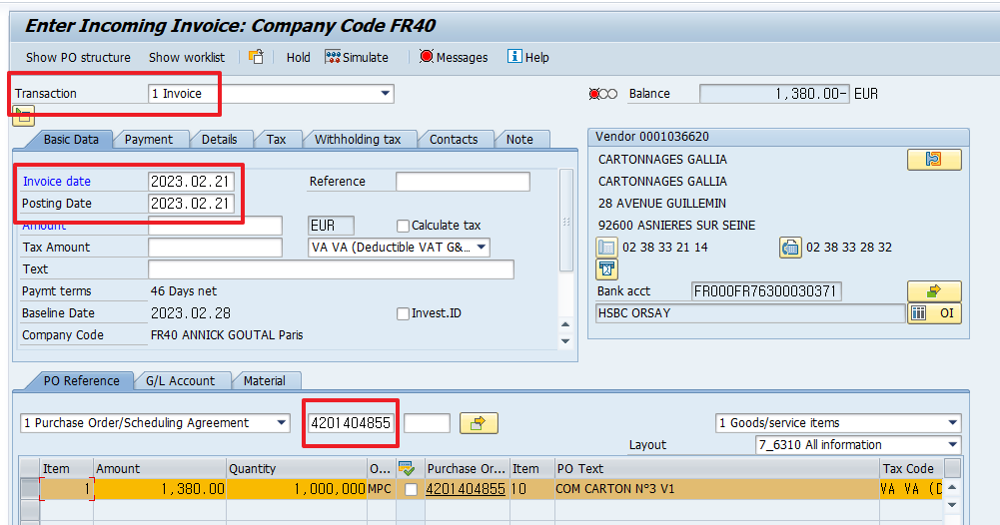 Enter Incoming Invoice: Company Code FR40
Show PO structure Show worklist Hold Simulate Messages Help
Transaction 1 Invoice Balance 1,380.00- EUR
Basic Data Payment Details Tax Withholding tax Contacts Note
Vendor 0001036620
Invoice date 2023.02.21 Reference
Posting Date 2023.02.21
Amount EUR Calculate tax
Tax Amount VA VA (Deductible VAT G&...
Text
Paymt terms 46 Days net
Baseline Date 2023.02.28 Invest.ID
Company Code FR40 ANNICK GOUTAL Paris
CARTONNAGES GALLIA
CARTONNAGES GALLIA
28 AVENUE GUILLEMIN
92600 ASNIERES SUR SEINE
02 38 33 21 14 02 38 33 28 32
Bank acct FR000FR76300030371
HSBC ORSAY OI
PO Reference G/L Account Material
1 Purchase Order/Scheduling Agreement 4201404855 1 Goods/service items
Layout 7_6310 All information
Item Amount Quantity O... Purchase Or... Item PO Text Tax Code
1 1,380.00 1,000,000 MPC 4201404855 10 COM CARTON N°3 V1 VA VA (D